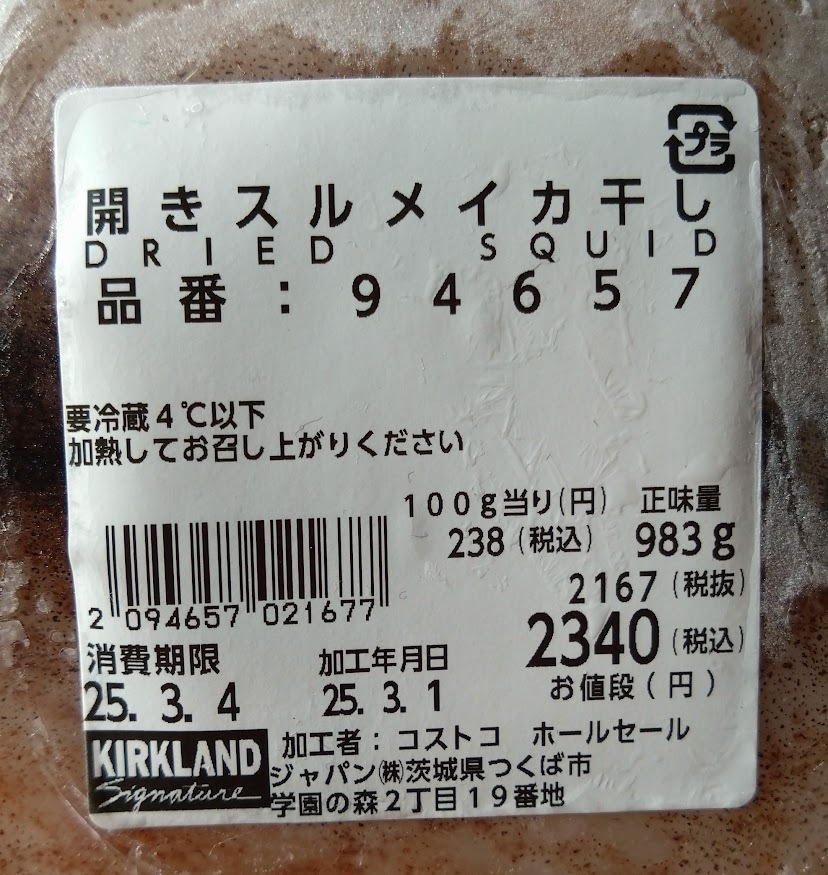 プラ
開きスルメイカ干し
DRIED SQUID
品番：94657
要冷蔵4℃以下
加熱してお召し上がりください
100g当り(円) 正味量
238(税込) 983g
2167(税抜)
2340(税込)
お値段(円)
2 094657 021677
消費期限 加工年月日
25.3.4 25.3.1
KIRKLAND
Signature
加工者：コストコ ホールセール
ジャパン㈱茨城県つくば市
学園の森2丁目19番地